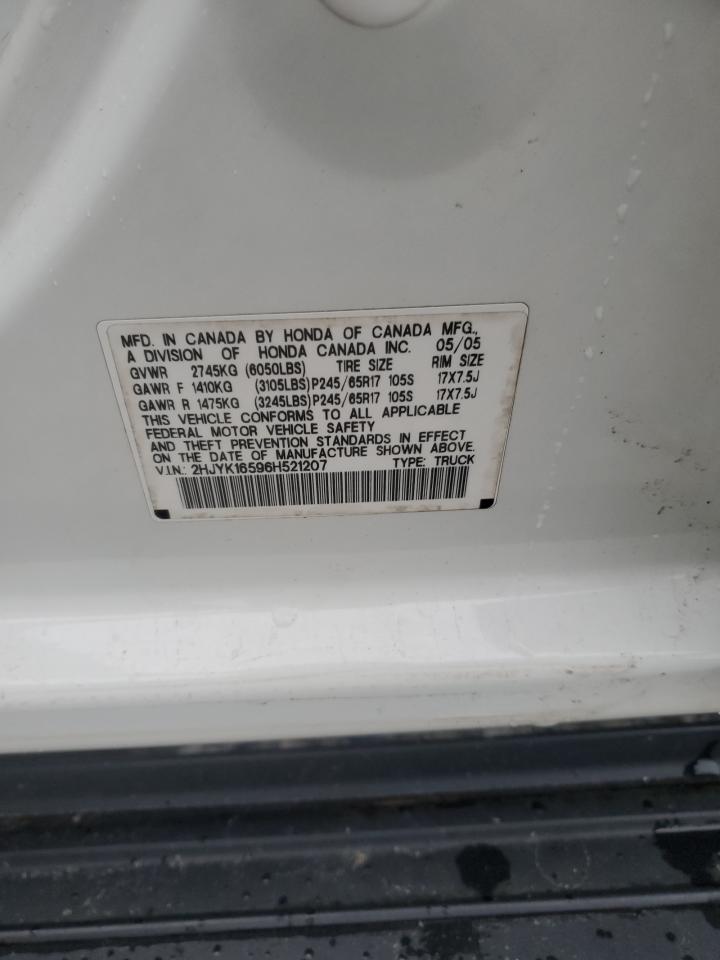 MFD. IN CANADA BY HONDA OF CANADA MFG.,
A DIVISION OF HONDA CANADA INC. 05/05
GVWR 2745KG (6050LBS) TIRE SIZE RIM SIZE
GAWR F 1410KG (3105LBS)P245/65R17 105S 17X7.5J
GAWR R 1475KG (3245LBS)P245/65R17 105S 17X7.5J
THIS VEHICLE CONFORMS TO ALL APPLICABLE
FEDERAL MOTOR VEHICLE SAFETY
AND THEFT PREVENTION STANDARDS IN EFFECT
ON THE DATE OF MANUFACTURE SHOWN ABOVE.
V.I.N.: 2HJYK16596H521207 TYPE: TRUCK